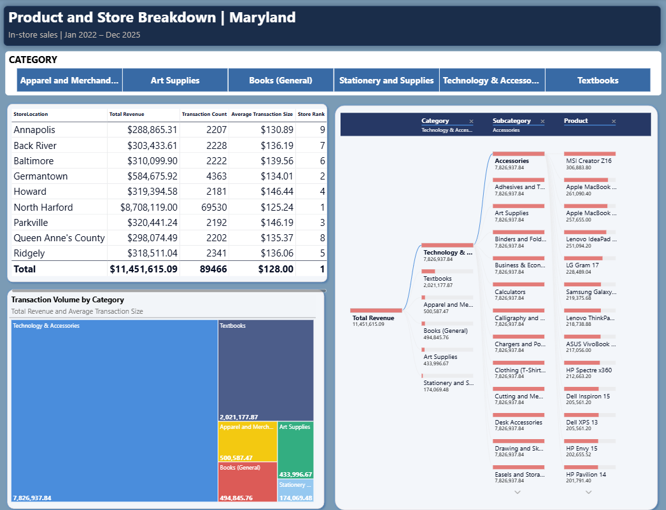 Product and Store Breakdown | Maryland
In-store sales | Jan 2022 – Dec 2025
CATEGORY
Apparel and Merchand... Art Supplies Books (General) Stationery and Supplies Technology & Accesso... Textbooks
StoreLocation Total Revenue Transaction Count Average Transaction Size Store Rank
Annapolis $288,865.31 2207 $130.89 9
Back River $303,433.61 2228 $136.19 7
Baltimore $310,099.90 2222 $139.56 6
Germantown $584,675.92 4363 $134.01 2
Howard $319,394.58 2181 $146.44 4
North Harford $8,708,119.00 69530 $125.24 1
Parkville $320,441.24 2192 $146.19 3
Queen Anne's County $298,074.49 2202 $135.37 8
Ridgely $318,511.04 2341 $136.06 5
Total $11,451,615.09 89466 $128.00 1
Transaction Volume by Category
Total Revenue and Average Transaction Size
Technology & Accessories
7,826,937.84
Textbooks
2,021,177.87
Apparel and Merch...
500,587.47
Art Supplies
433,996.67
Books (General)
494,845.76
Stationery ...
174,069.48
Category
Technology & Acces...
Subcategory
Accessories
Product
Total Revenue
11,451,615.09
Technology & ...
7,826,937.84
Textbooks
2,021,177.87
Apparel and Me...
500,587.47
Books (General)
494,845.76
Art Supplies
433,996.67
Stationery and S...
174,069.48
Accessories
7,826,937.84
Adhesives and T...
7,826,937.84
Art Supplies
7,826,937.84
Binders and Fold...
7,826,937.84
Business & Econ...
7,826,937.84
Calculators
7,826,937.84
Calligraphy and ...
7,826,937.84
Chargers and Po...
7,826,937.84
Clothing (T-Shirt...
7,826,937.84
Cutting and Me...
7,826,937.84
Desk Accessories
7,826,937.84
Drawing and Sk...
7,826,937.84
Easels and Stora...
7,826,937.84
MSI Creator Z16
306,883.80
Apple MacBook ...
261,090.40
Apple MacBook ...
257,655.00
Lenovo IdeaPad ...
251,094.20
LG Gram 17
228,489.04
Samsung Galaxy...
219,375.68
Lenovo ThinkPa...
218,738.88
ASUS VivoBook ...
217,056.00
HP Spectre x360
212,663.20
Dell Inspiron 15
205,561.20
Dell XPS 13
205,561.20
HP Envy 15
202,655.52
HP Pavilion 14
201,791.40